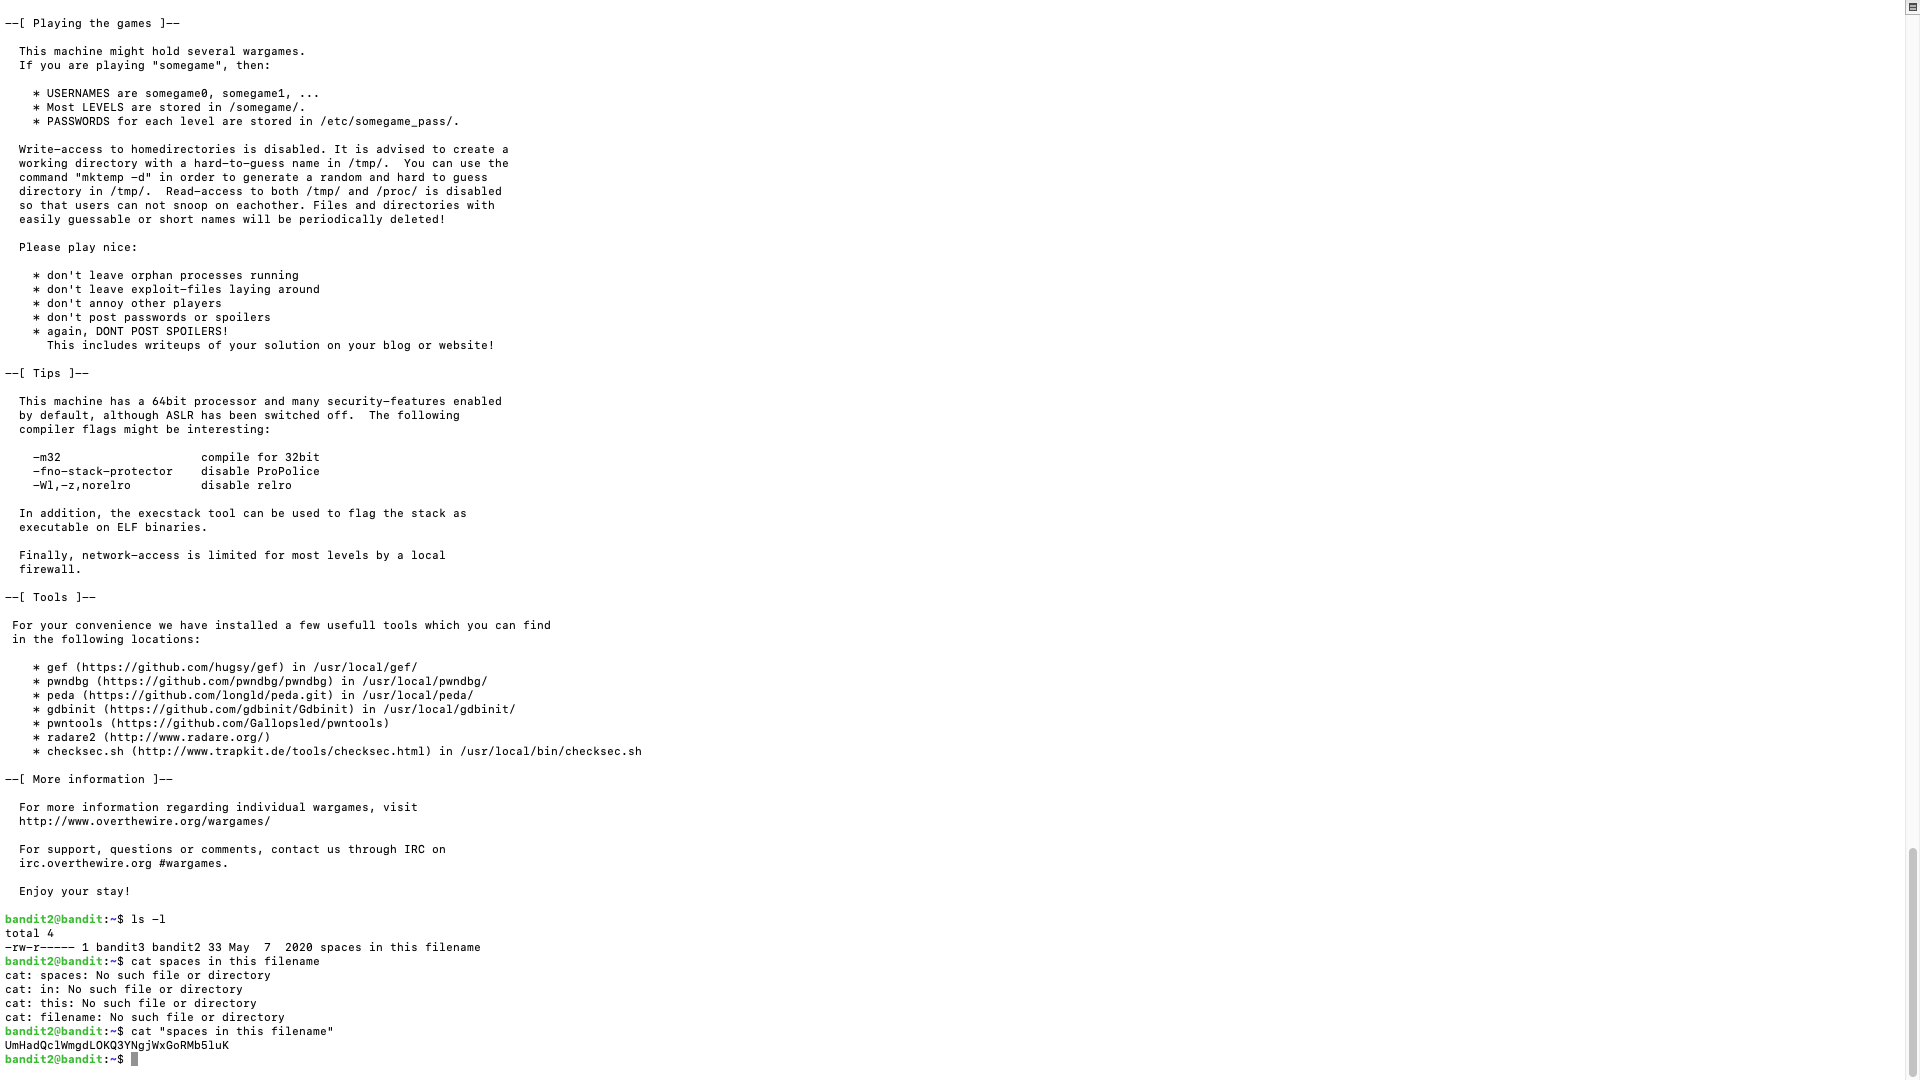 --[ Playing the games ]--
This machine might hold several wargames.
If you are playing "somegame", then:
* USERNAMES are somegame0, somegame1, ...
* Most LEVELS are stored in /somegame/.
* PASSWORDS for each level are stored in /etc/somegame_pass/.
Write-access to homedirectories is disabled. It is advised to create a
working directory with a hard-to-guess name in /tmp/.  You can use the
command "mktemp -d" in order to generate a random and hard to guess
directory in /tmp/.  Read-access to both /tmp/ and /proc/ is disabled
so that users can not snoop on eachother. Files and directories with
easily guessable or short names will be periodically deleted!
Please play nice:
* don't leave orphan processes running
* don't leave exploit-files laying around
* don't annoy other players
* don't post passwords or spoilers
* again, DONT POST SPOILERS!
This includes writeups of your solution on your blog or website!
--[ Tips ]--
This machine has a 64bit processor and many security-features enabled
by default, although ASLR has been switched off.  The following
compiler flags might be interesting:
-m32                    compile for 32bit
-fno-stack-protector    disable ProPolice
-Wl,-z,norelro          disable relro
In addition, the execstack tool can be used to flag the stack as
executable on ELF binaries.
Finally, network-access is limited for most levels by a local
firewall.
--[ Tools ]--
For your convenience we have installed a few usefull tools which you can find
in the following locations:
* gef (https://github.com/hugsy/gef) in /usr/local/gef/
* pwndbg (https://github.com/pwndbg/pwndbg) in /usr/local/pwndbg/
* peda (https://github.com/longld/peda.git) in /usr/local/peda/
* gdbinit (https://github.com/gdbinit/Gdbinit) in /usr/local/gdbinit/
* pwntools (https://github.com/Gallopsled/pwntools)
* radare2 (http://www.radare.org/)
* checksec.sh (http://www.trapkit.de/tools/checksec.html) in /usr/local/bin/checksec.sh
--[ More information ]--
For more information regarding individual wargames, visit
http://www.overthewire.org/wargames/
For support, questions or comments, contact us through IRC on
irc.overthewire.org #wargames.
Enjoy your stay!
bandit2@bandit:~$ ls -l
total 4
-rw-r----- 1 bandit3 bandit2 33 May  7  2020 spaces in this filename
bandit2@bandit:~$ cat spaces in this filename
cat: spaces: No such file or directory
cat: in: No such file or directory
cat: this: No such file or directory
cat: filename: No such file or directory
bandit2@bandit:~$ cat "spaces in this filename"
UmHadQclWmgdLOKQ3YNgjWxGoRMb5luK
bandit2@bandit:~$